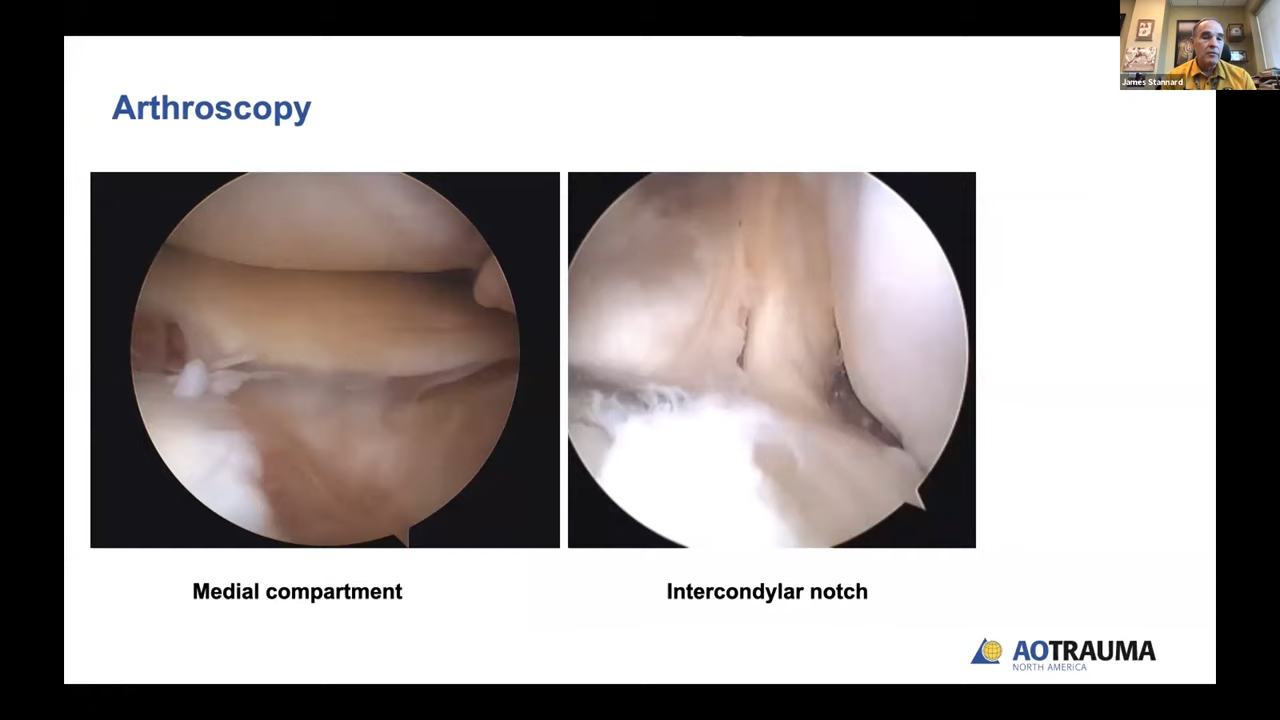 James Stannard
Arthroscopy
Medial compartment
Intercondylar notch
AOTRAUMA
NORTH AMERICA